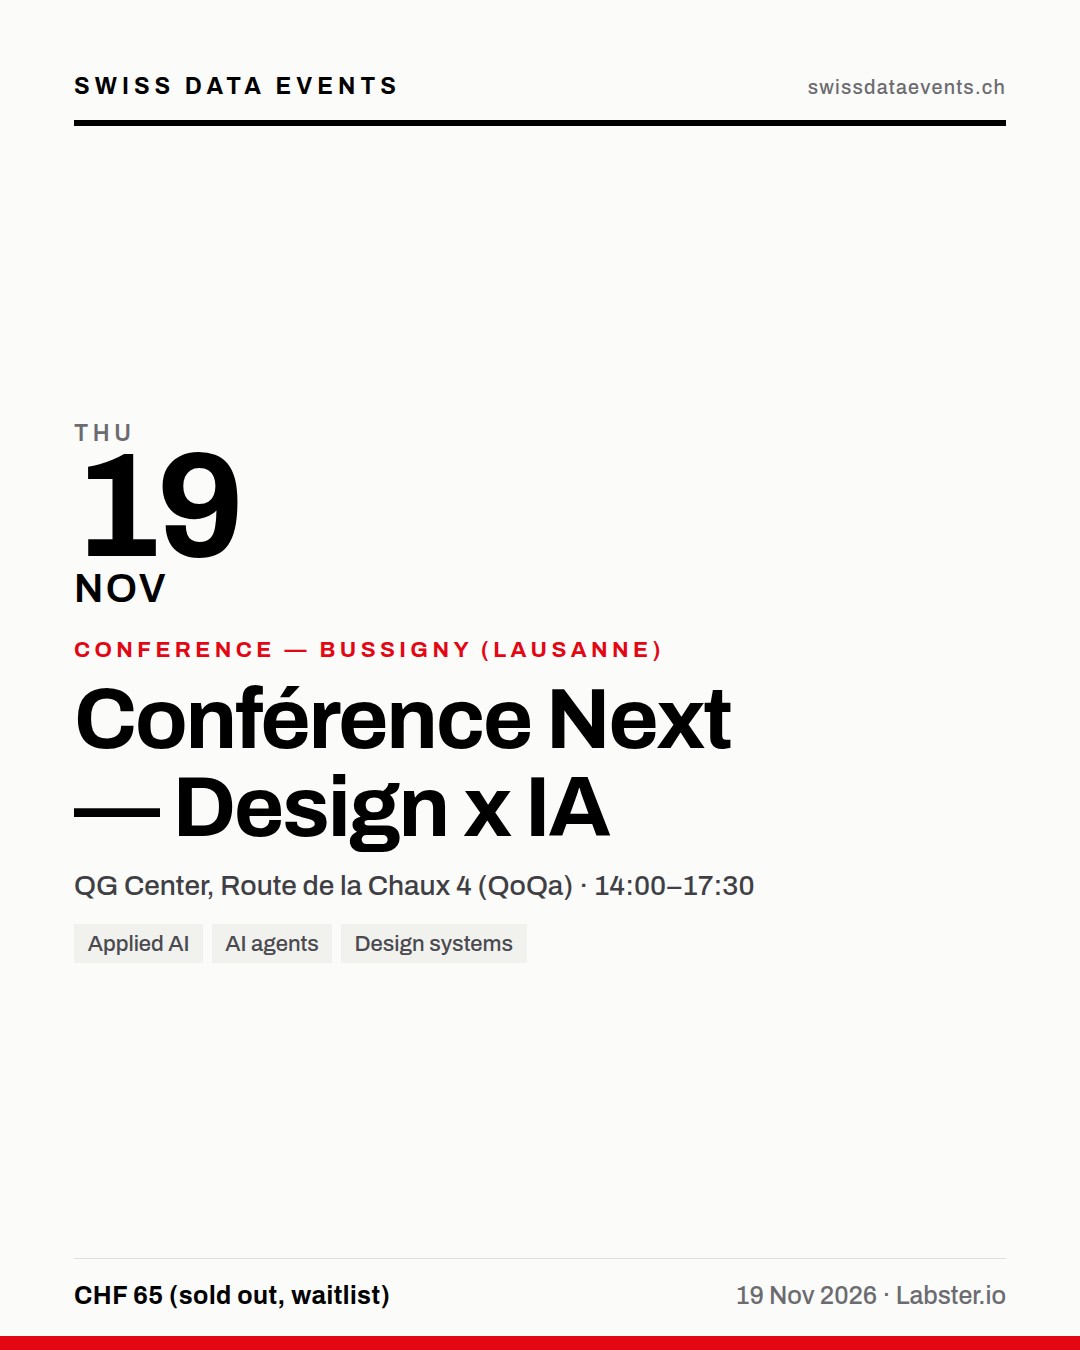 SWISS DATA EVENTS
swissdataevents.ch
THU
19
NOV
CONFERENCE — BUSSIGNY (LAUSANNE)
Conférence Next
— Design x IA
QG Center, Route de la Chaux 4 (QoQa) · 14:00–17:30
Applied AI
AI agents
Design systems
CHF 65 (sold out, waitlist)
19 Nov 2026 · Labster.io